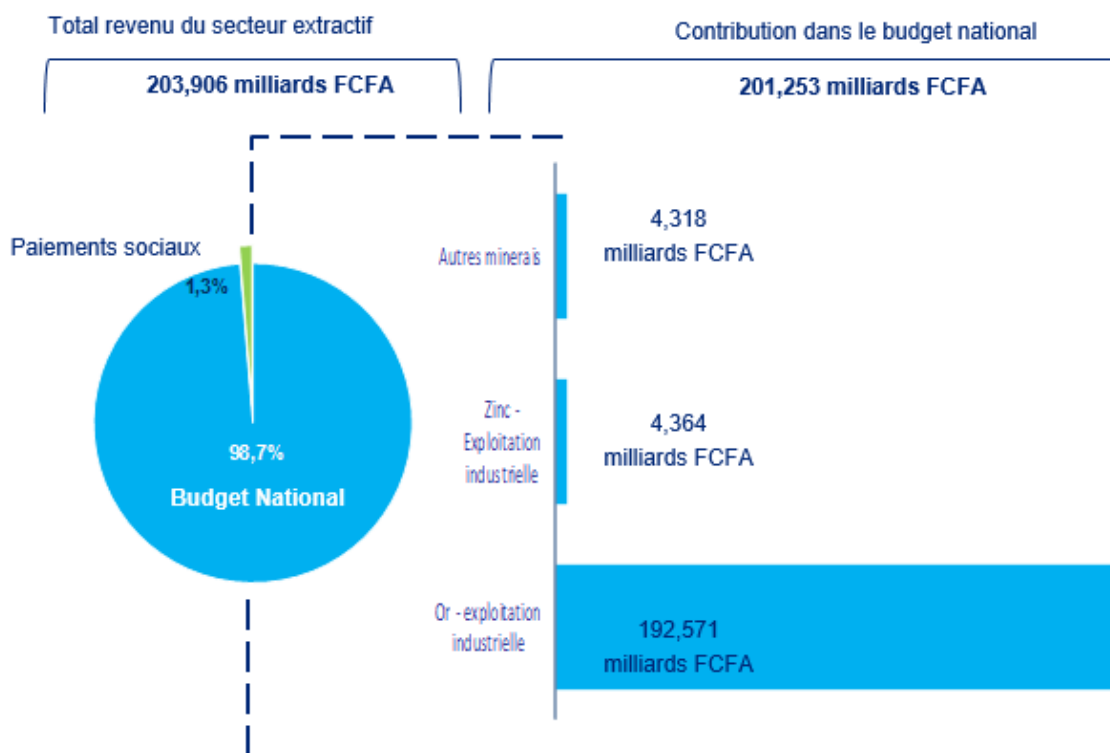 Total revenu du secteur extractif
203,906 milliards FCFA
Contribution dans le budget national
201,253 milliards FCFA
Paiements sociaux
1,3%
98,7%
Budget National
Autres minerais
4,318
milliards FCFA
Zinc -
Exploitation
industrielle
4,364
milliards FCFA
Or - exploitation
industrielle
192,571
milliards FCFA